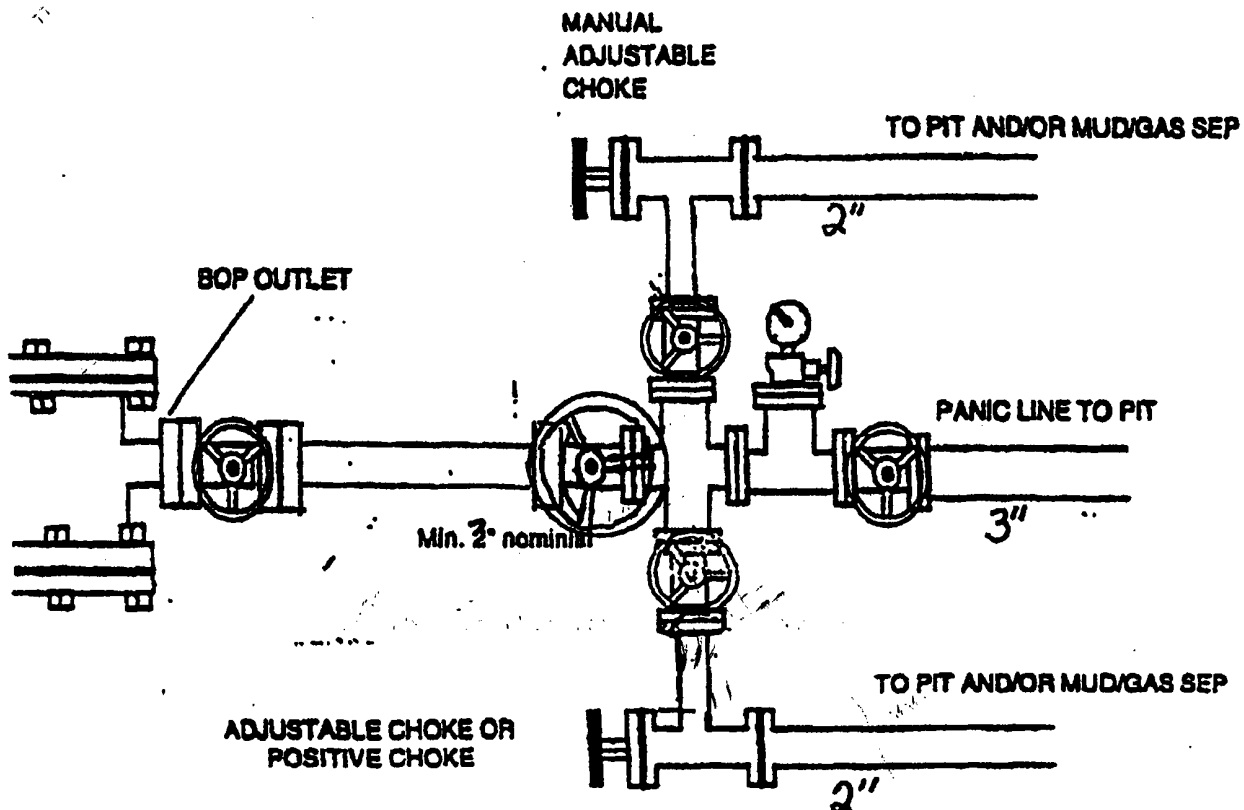 MANUAL
ADJUSTABLE
CHOKE
TO PIT AND/OR MUD/GAS SEP
2"
BOP OUTLET
PANIC LINE TO PIT
3"
Min. 3" nominal
TO PIT AND/OR MUD/GAS SEP
ADJUSTABLE CHOKE OR
POSITIVE CHOKE
2"